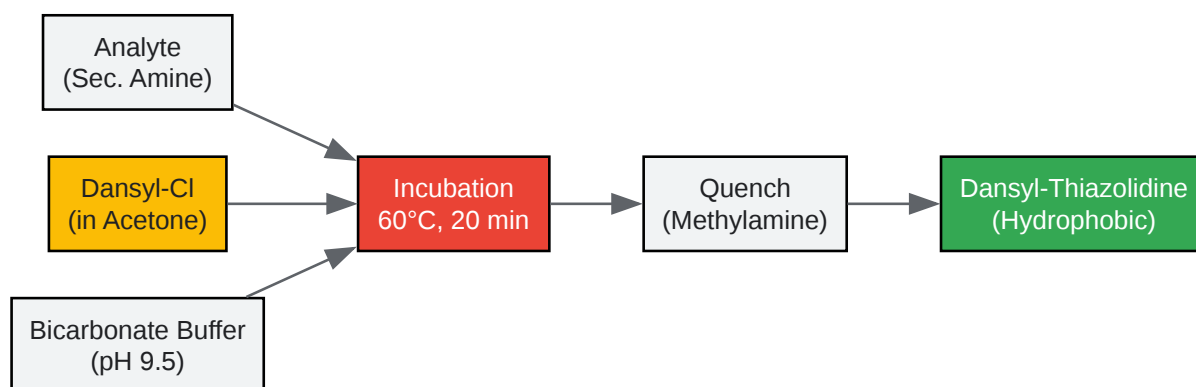 Analyte
(Sec. Amine)
Dansyl-Cl
(in Acetone)
Bicarbonate Buffer
(pH 9.5)
Incubation
60°C, 20 min
Quench
(Methylamine)
Dansyl-Thiazolidine
(Hydrophobic)